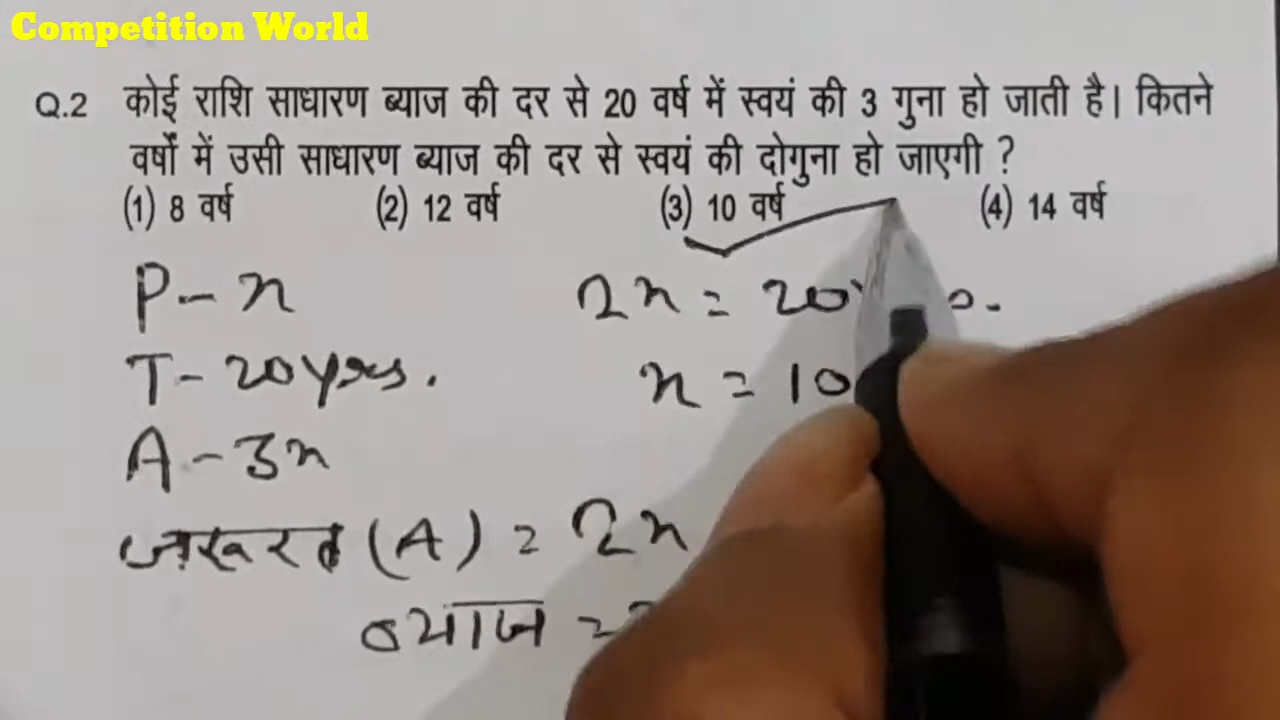 Competition World
Q.2 कोई राशि साधारण ब्याज की दर से 20 वर्ष में स्वयं की 3 गुना हो जाती है। कितने
वर्षों में उसी साधारण ब्याज की दर से स्वयं की दोगुना हो जाएगी ?
(1) 8 वर्ष (2) 12 वर्ष (3) 10 वर्ष (4) 14 वर्ष
P - x 2x = 20
T - 20 yrs. x = 10
A - 3x
जरूरत (A) = 2x
ब्याज =